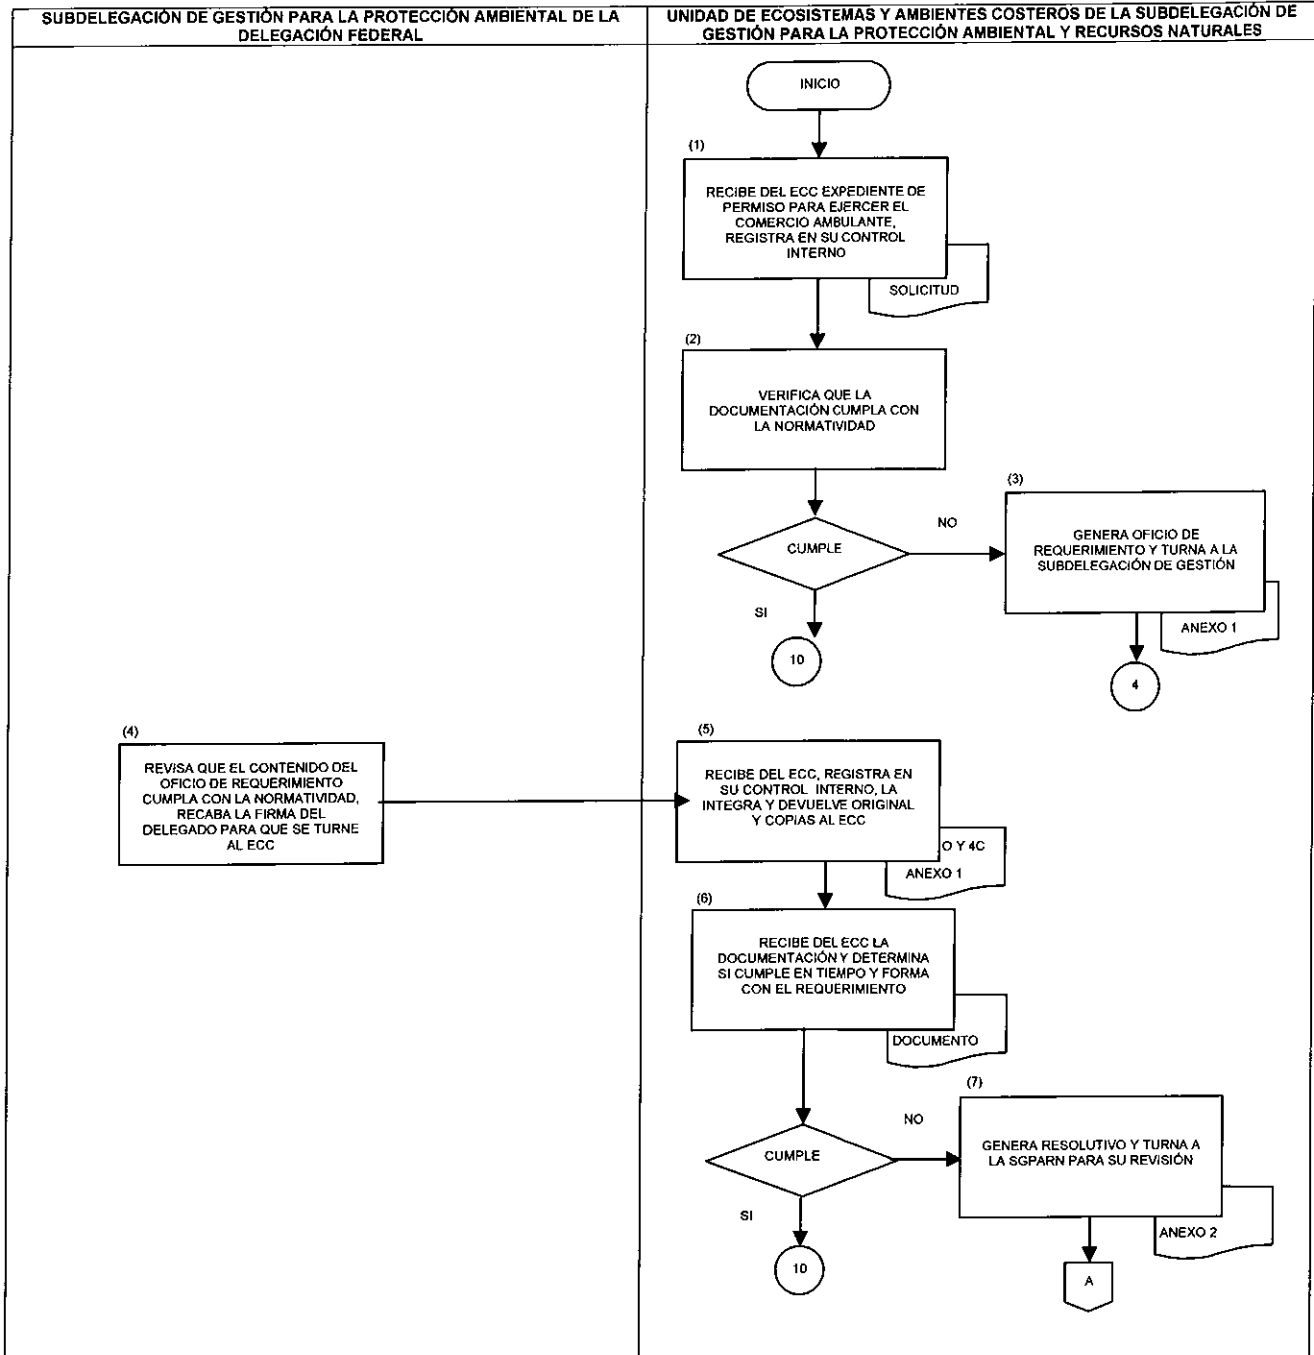 SUBDELEGACIÓN DE GESTIÓN PARA LA PROTECCIÓN AMBIENTAL DE LA
DELEGACIÓN FEDERAL
UNIDAD DE ECOSISTEMAS Y AMBIENTES COSTEROS DE LA SUBDELEGACIÓN DE
GESTIÓN PARA LA PROTECCIÓN AMBIENTAL Y RECURSOS NATURALES
INICIO
(1)
RECIBE DEL ECC EXPEDIENTE DE
PERMISO PARA EJERCER EL
COMERCIO AMBULANTE,
REGISTRA EN SU CONTROL
INTERNO
SOLICITUD
(2)
VERIFICA QUE LA
DOCUMENTACIÓN CUMPLA CON
LA NORMATIVIDAD
CUMPLE
NO
SI
10
(3)
GENERA OFICIO DE
REQUERIMIENTO Y TURNA A LA
SUBDELEGACIÓN DE GESTIÓN
ANEXO 1
4
(4)
REVISA QUE EL CONTENIDO DEL
OFICIO DE REQUERIMIENTO
CUMPLA CON LA NORMATIVIDAD,
RECABA LA FIRMA DEL
DELEGADO PARA QUE SE TURNE
AL ECC
(5)
RECIBE DEL ECC, REGISTRA EN
SU CONTROL INTERNO, LA
INTEGRA Y DEVUELVE ORIGINAL
Y COPIAS AL ECC
O Y 4C
ANEXO 1
(6)
RECIBE DEL ECC LA
DOCUMENTACIÓN Y DETERMINA
SI CUMPLE EN TIEMPO Y FORMA
CON EL REQUERIMIENTO
DOCUMENTO
CUMPLE
NO
SI
10
(7)
GENERA RESOLUTIVO Y TURNA A
LA SGPARN PARA SU REVISIÓN
ANEXO 2
A